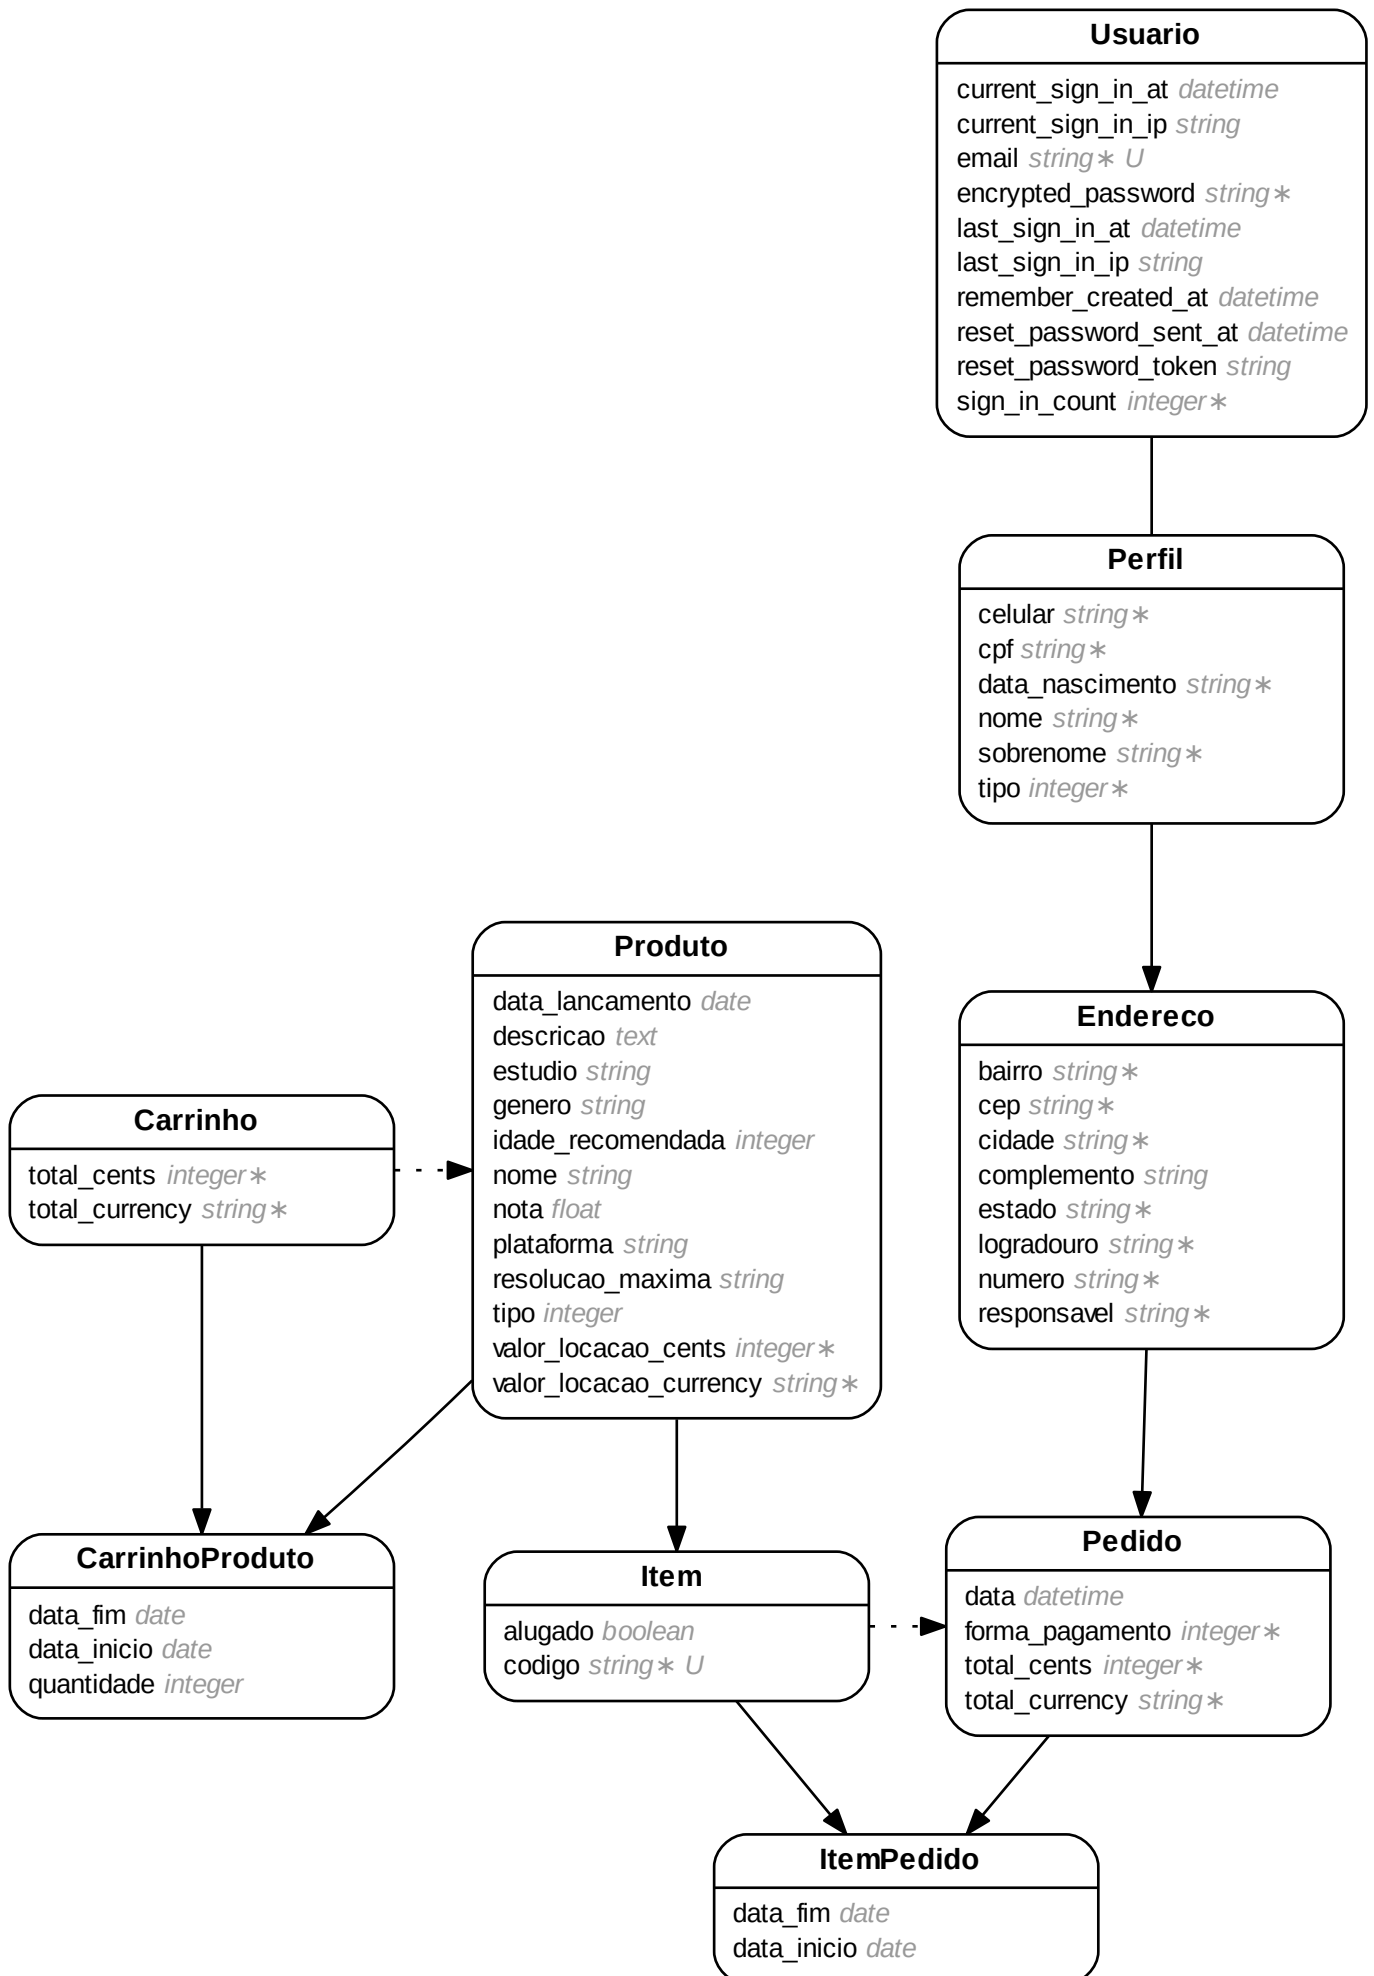 Usuario
current_sign_in_at datetime
current_sign_in_ip string
email string∗ U
encrypted_password string∗
last_sign_in_at datetime
last_sign_in_ip string
remember_created_at datetime
reset_password_sent_at datetime
reset_password_token string
sign_in_count integer∗
Perfil
celular string∗
cpf string∗
data_nascimento string∗
nome string∗
sobrenome string∗
tipo integer∗
Produto
data_lancamento date
descricao text
estudio string
genero string
idade_recomendada integer
nome string
nota float
plataforma string
resolucao_maxima string
tipo integer
valor_locacao_cents integer∗
valor_locacao_currency string∗
Endereco
bairro string∗
cep string∗
cidade string∗
complemento string
estado string∗
logradouro string∗
numero string∗
responsavel string∗
Carrinho
total_cents integer∗
total_currency string∗
CarrinhoProduto
data_fim date
data_inicio date
quantidade integer
Item
alugado boolean
codigo string∗ U
Pedido
data datetime
forma_pagamento integer∗
total_cents integer∗
total_currency string∗
ItemPedido
data_fim date
data_inicio date